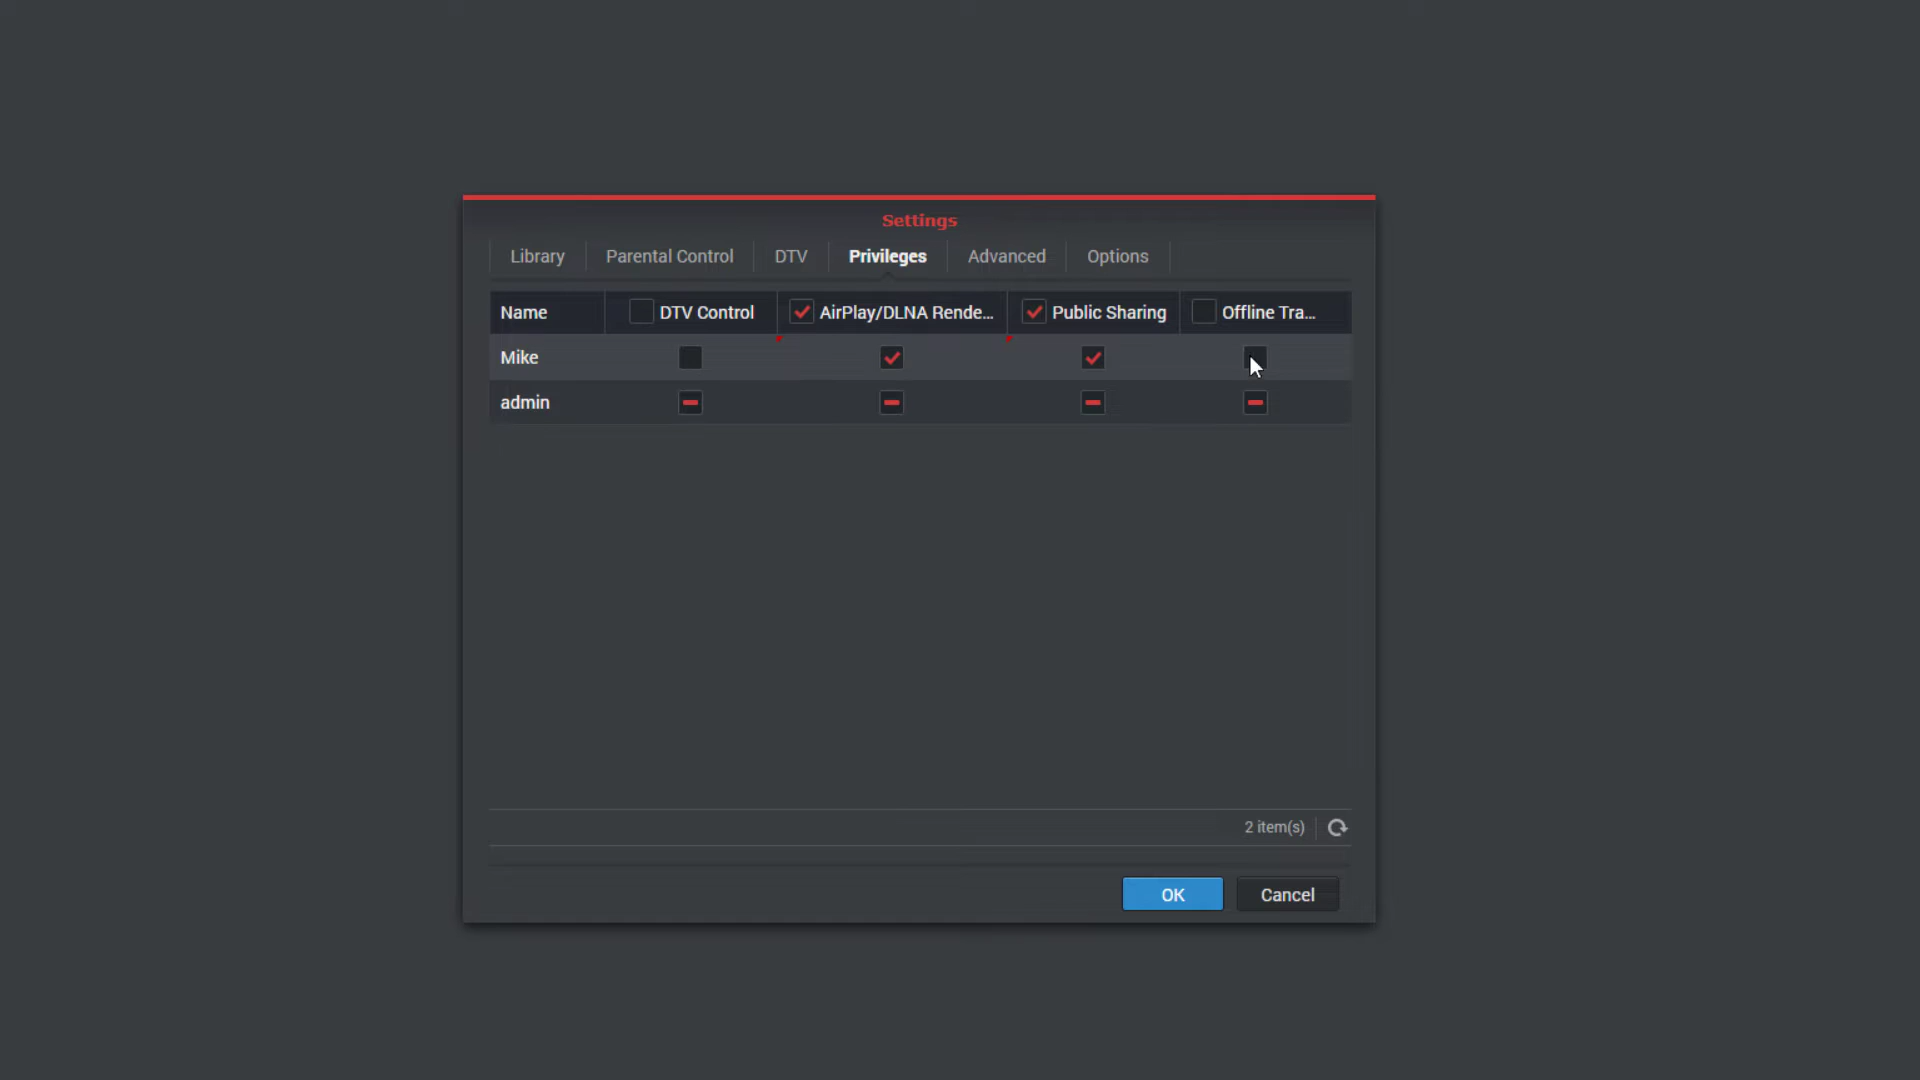 Settings
Library Parental Control DTV Privileges Advanced Options
Name DTV Control AirPlay/DLNA Rende... Public Sharing Offline Tra...
Mike
admin
2 item(s)
OK Cancel